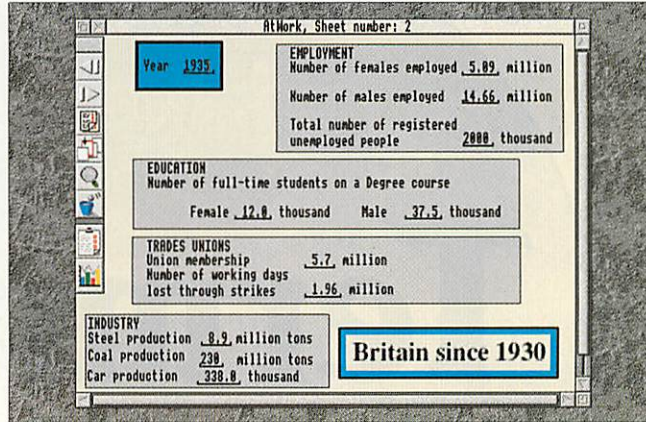 AtWork, Sheet number: 2
Year 1935
EMPLOYMENT
Number of females employed 5.09 million
Number of males employed 14.66 million
Total number of registered
unemployed people 2000 thousand
EDUCATION
Number of full-time students on a Degree course
Female 12.0 thousand Male 37.5 thousand
TRADES UNIONS
Union membership 5.7 million
Number of working days
lost through strikes 1.96 million
INDUSTRY
Steel production 8.9 million tons
Coal production 230 million tons
Car production 338.0 thousand
Britain since 1930